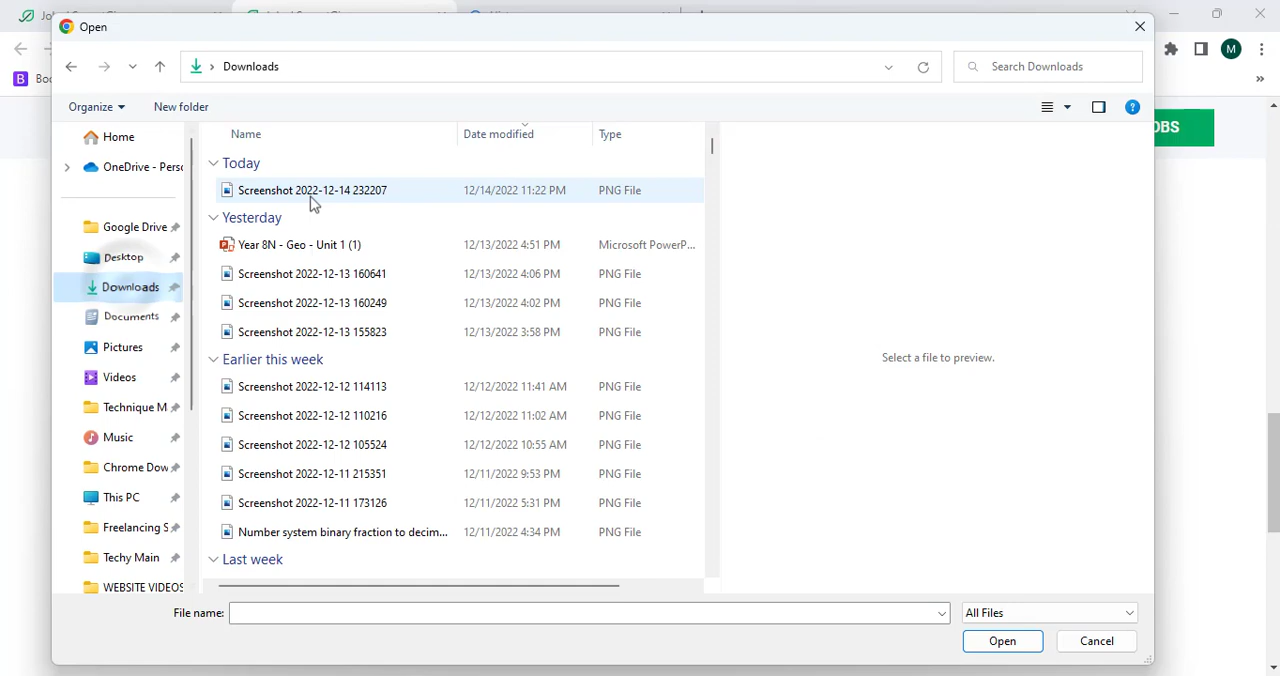 Open
Downloads
Search Downloads
M
B
Organize
New folder
?
OBS
Home
OneDrive - Pers
Google Drive
Desktop
Downloads
Documents
Pictures
Videos
Technique M
Music
Chrome Dow
This PC
Freelancing S
Techy Main
WEBSITE VIDEOS
Name Date modified Type
Today
Screenshot 2022-12-14 232207 12/14/2022 11:22 PM PNG File
Yesterday
Year 8N - Geo - Unit 1 (1) 12/13/2022 4:51 PM Microsoft PowerP...
Screenshot 2022-12-13 160641 12/13/2022 4:06 PM PNG File
Screenshot 2022-12-13 160249 12/13/2022 4:02 PM PNG File
Screenshot 2022-12-13 155823 12/13/2022 3:58 PM PNG File
Earlier this week
Screenshot 2022-12-12 114113 12/12/2022 11:41 AM PNG File
Screenshot 2022-12-12 110216 12/12/2022 11:02 AM PNG File
Screenshot 2022-12-12 105524 12/12/2022 10:55 AM PNG File
Screenshot 2022-12-11 215351 12/11/2022 9:53 PM PNG File
Screenshot 2022-12-11 173126 12/11/2022 5:31 PM PNG File
Number system binary fraction to decim... 12/11/2022 4:34 PM PNG File
Last week
Select a file to preview.
File name:
All Files
Open
Cancel